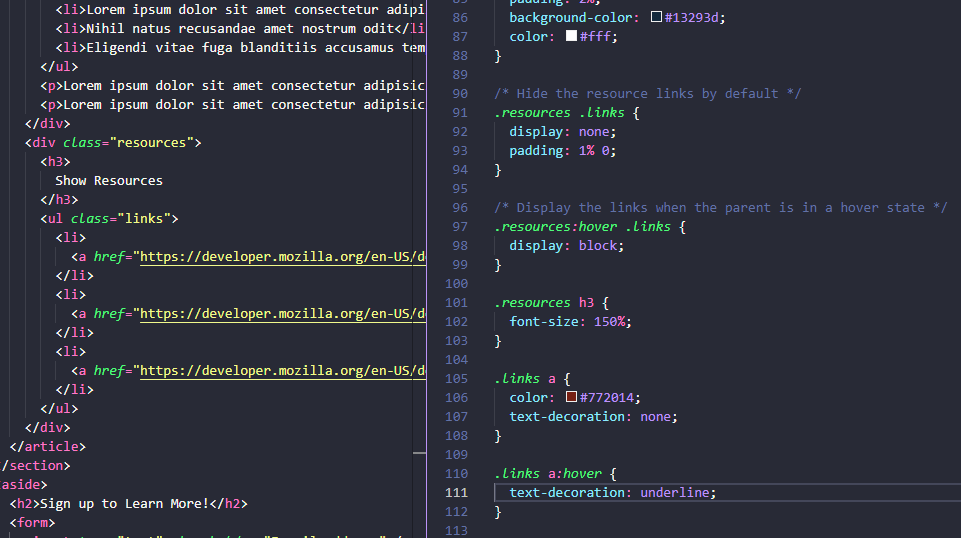 <li>Lorem ipsum dolor sit amet consectetur adipi
<li>Nihil natus recusandae amet nostrum odit</li
<li>Eligendi vitae fuga blanditiis accusamus tem
</ul>
<p>Lorem ipsum dolor sit amet consectetur adipisic
<p>Lorem ipsum dolor sit amet consectetur adipisic
</div>
<div class="resources">
<h3>
Show Resources
</h3>
<ul class="links">
<li>
<a href="https://developer.mozilla.org/en-US/d
</li>
<li>
<a href="https://developer.mozilla.org/en-US/d
</li>
<li>
<a href="https://developer.mozilla.org/en-US/d
</li>
</ul>
</div>
</article>
/section>
aside>
<h2>Sign up to Learn More!</h2>
<form>
85 padding: 2%;
86 background-color: #13293d;
87 color: #fff;
88 }
89
90 /* Hide the resource links by default */
91 .resources .links {
92 display: none;
93 padding: 1% 0;
94 }
95
96 /* Display the links when the parent is in a hover state */
97 .resources:hover .links {
98 display: block;
99 }
100
101 .resources h3 {
102 font-size: 150%;
103 }
104
105 .links a {
106 color: #772014;
107 text-decoration: none;
108 }
109
110 .links a:hover {
111 text-decoration: underline;
112 }
113